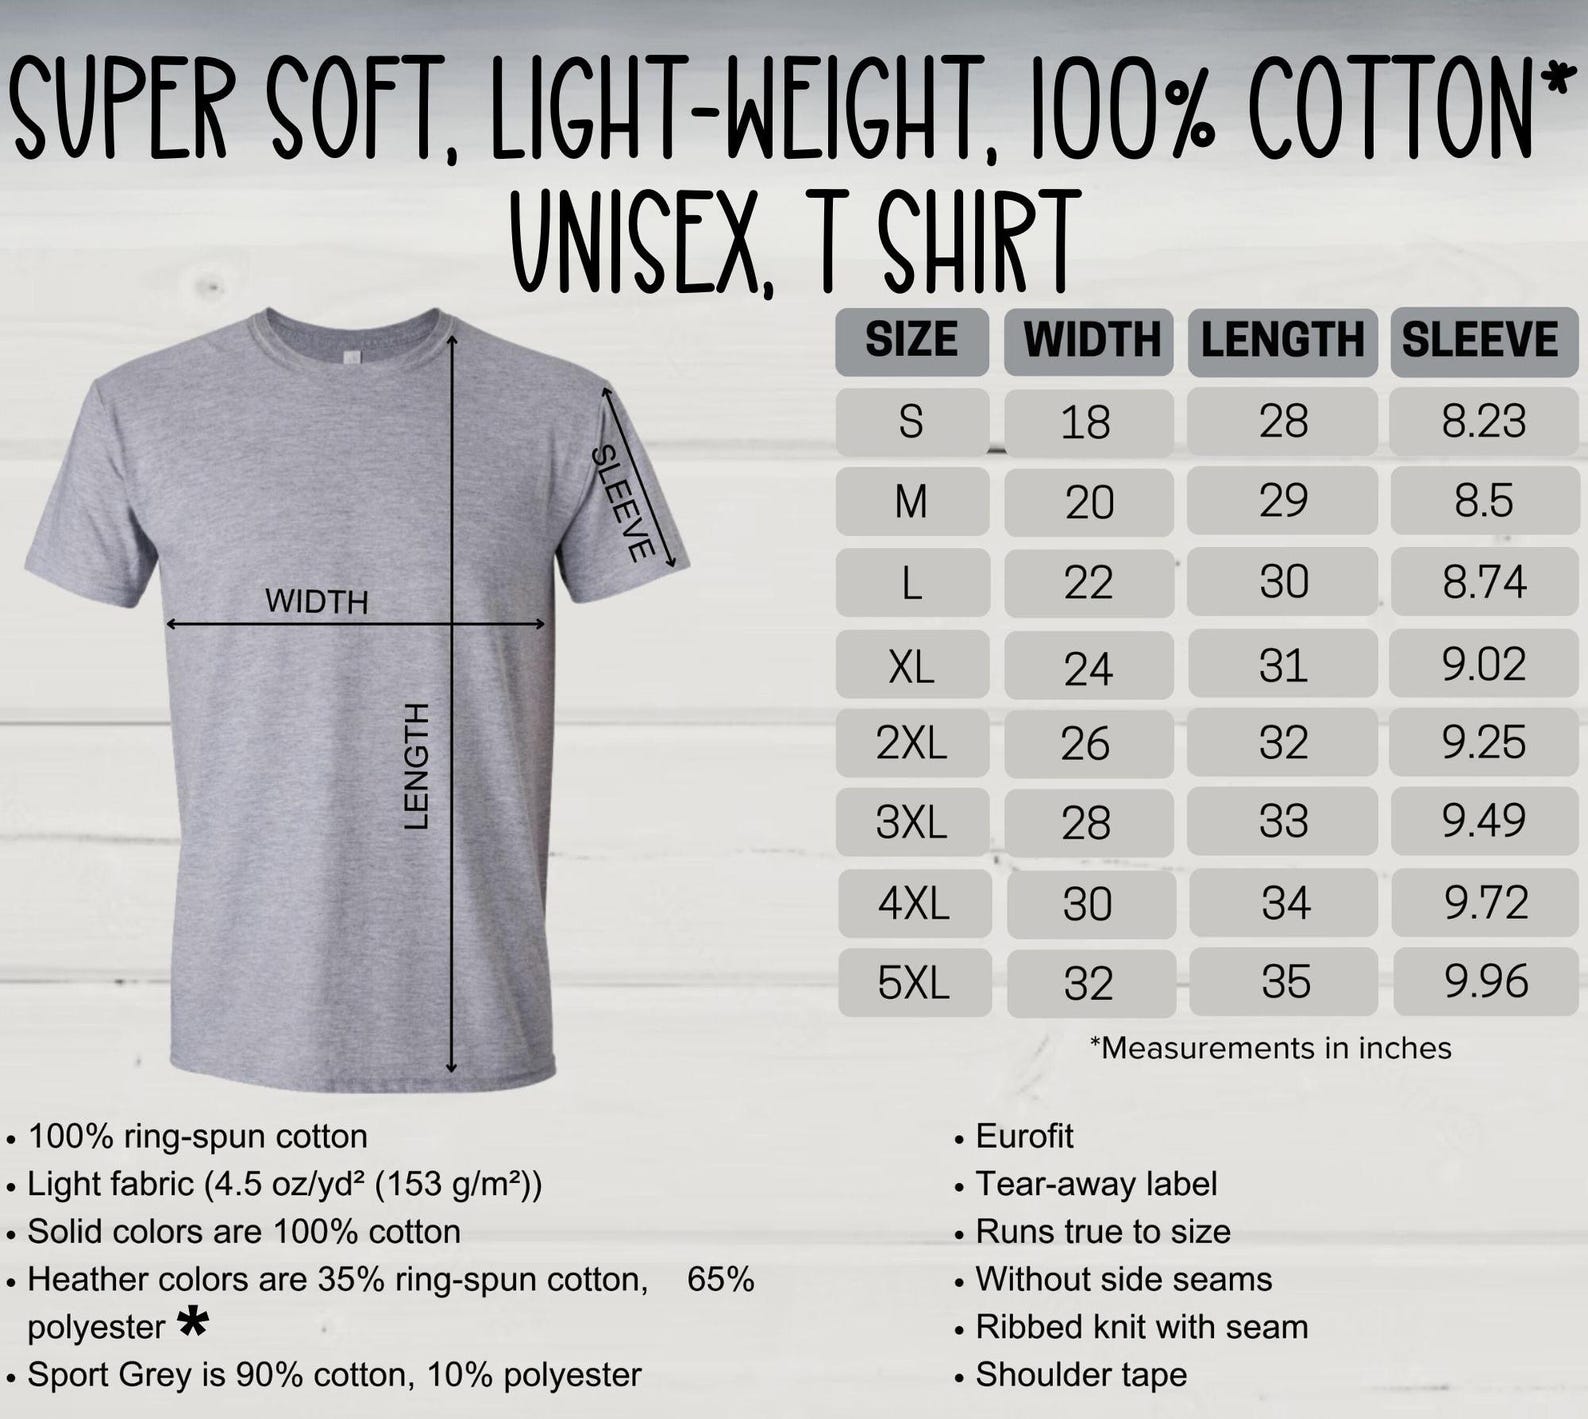 SUPER SOFT, LIGHT-WEIGHT, 100% COTTON*
UNISEX, T SHIRT
SIZE WIDTH LENGTH SLEEVE
S 18 28 8.23
M 20 29 8.5
L 22 30 8.74
XL 24 31 9.02
2XL 26 32 9.25
3XL 28 33 9.49
4XL 30 34 9.72
5XL 32 35 9.96
*Measurements in inches
SLEEVE
WIDTH
LENGTH
• 100% ring-spun cotton
• Light fabric (4.5 oz/yd² (153 g/m²))
• Solid colors are 100% cotton
• Heather colors are 35% ring-spun cotton, 65%
polyester *
• Sport Grey is 90% cotton, 10% polyester
• Eurofit
• Tear-away label
• Runs true to size
• Without side seams
• Ribbed knit with seam
• Shoulder tape